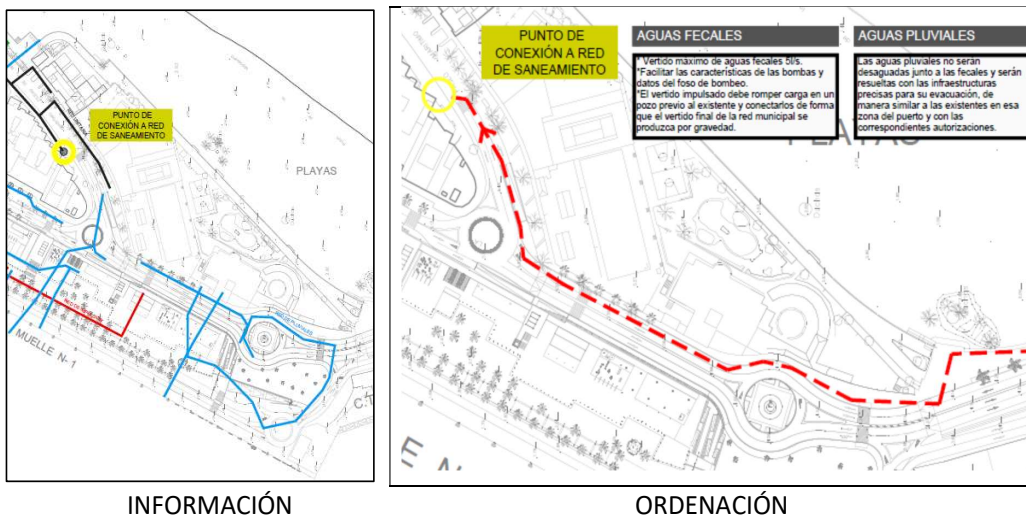 PUNTO DE
CONEXIÓN A RED
DE SANEAMIENTO
PLAYAS
MUELLE N-1
C.T
INFORMACIÓN
PUNTO DE
CONEXIÓN A RED
DE SANEAMIENTO
AGUAS FECALES
* Vertido máximo de aguas fecales 5l/s.
*Facilitar las características de las bombas y
datos del foso de bombeo.
*El vertido impulsado debe romper carga en un
pozo previo al existente y conectarlos de forma
que el vertido final de la red municipal se
produzca por gravedad.
AGUAS PLUVIALES
Las aguas pluviales no serán
desaguadas junto a las fecales y serán
resueltas con las infraestructuras
precisas para su evacuación, de
manera similar a las existentes en esa
zona del puerto y con las
correspondientes autorizaciones.
PLAYAS
E N
ORDENACIÓN